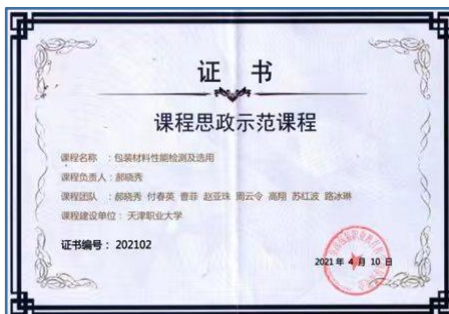 证 书
课程思政示范课程
课程名称 ：包装材料性能检测及选用
课程负责人：郝晓秀
课程团队 ：郝晓秀 付春英 曹菲 赵亚珠 周云令 高翔 苏红波 路冰琳
课程建设单位：天津职业大学
证书编号：202102
2021 年 4 月 10 日